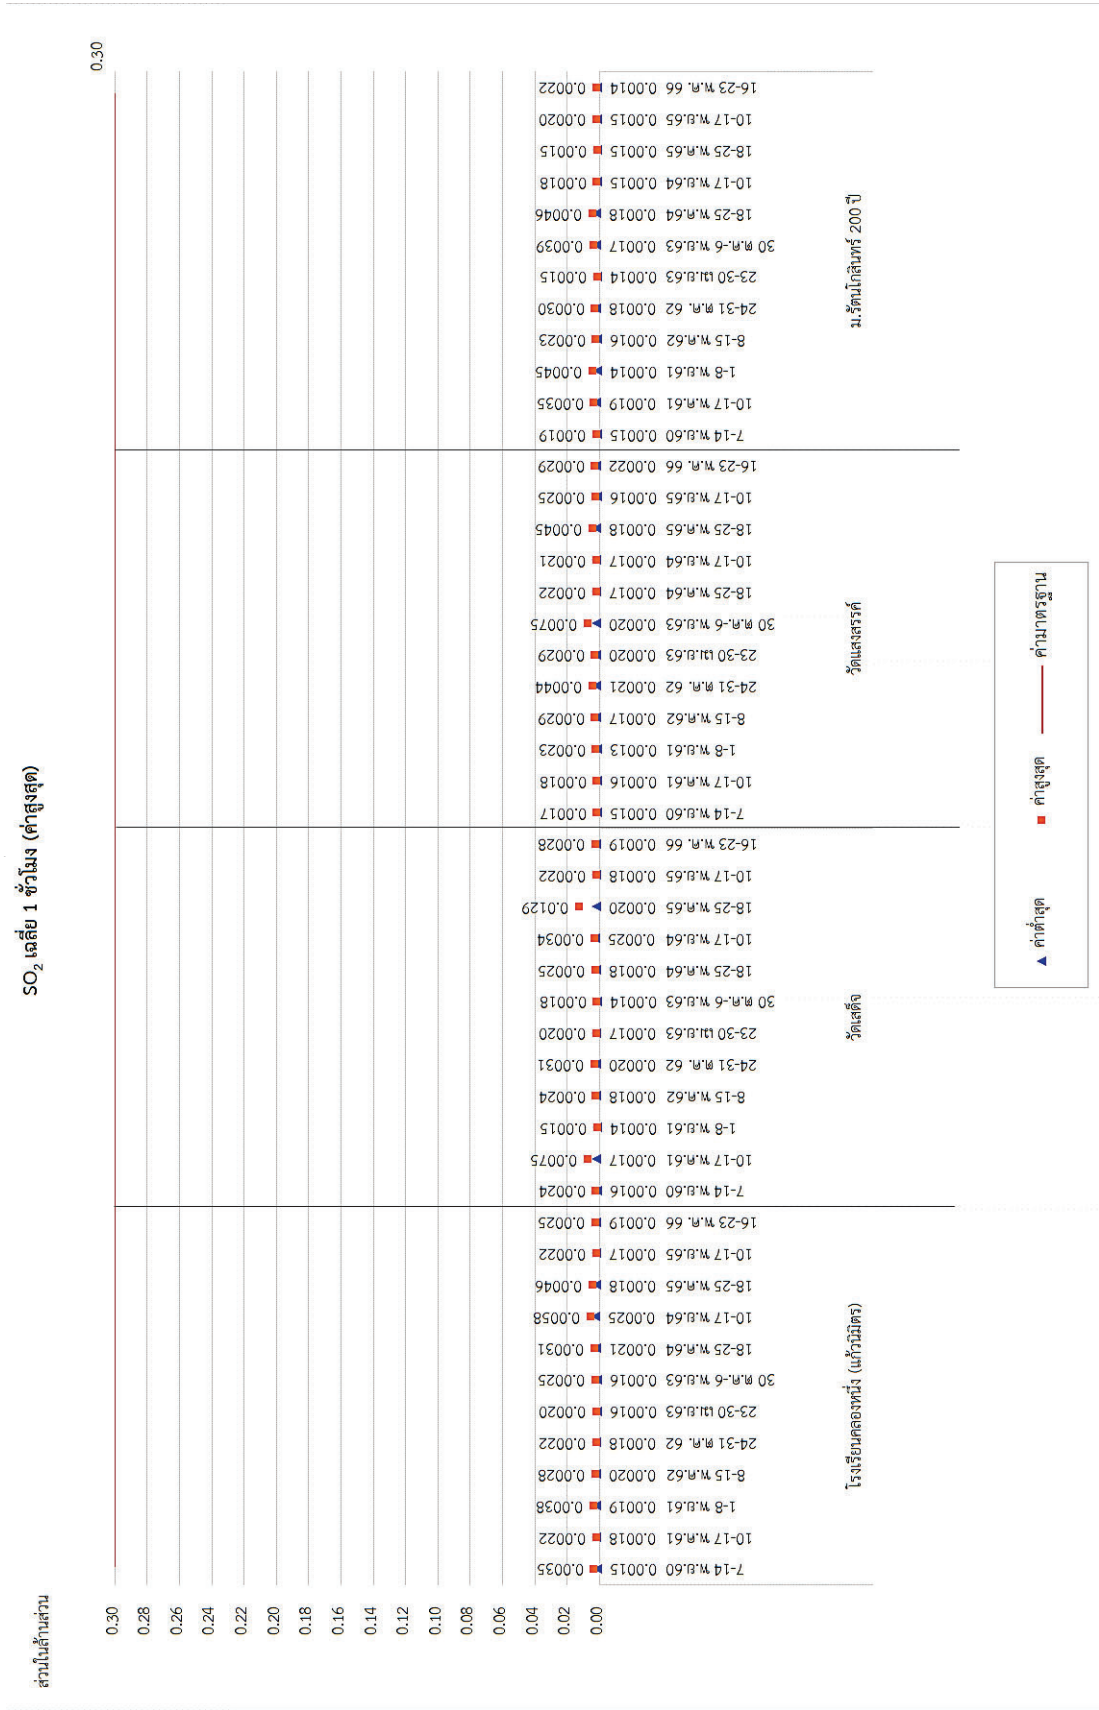 SO₂ เฉลี่ย 1 ชั่วโมง (ค่าสูงสุด)
ส่วนในล้านส่วน
0.30
0.30
0.28
0.26
0.24
0.22
0.20
0.18
0.16
0.14
0.12
0.10
0.08
0.06
0.04
0.02
0.00
0.0035 0.0015 7-14 พ.ย.60
0.0022 0.0018 10-17 พ.ค.61
0.0038 0.0019 1-8 พ.ย.61
0.0028 0.0020 8-15 พ.ค.62
0.0022 0.0018 24-31 ต.ค. 62
0.0020 0.0016 23-30 เม.ย.63
0.0025 0.0016 30 ต.ค.-6 พ.ย.63
0.0031 0.0021 18-25 พ.ค.64
0.0058 0.0025 10-17 พ.ย.64
0.0046 0.0018 18-25 พ.ค.65
0.0022 0.0017 10-17 พ.ย.65
0.0025 0.0019 16-23 พ.ค. 66
โรงเรียนคลองหนึ่ง (แก้วนิมิตร)
0.0024 0.0016 7-14 พ.ย.60
0.0075 0.0017 10-17 พ.ค.61
0.0015 0.0014 1-8 พ.ย.61
0.0024 0.0018 8-15 พ.ค.62
0.0031 0.0020 24-31 ต.ค. 62
0.0020 0.0017 23-30 เม.ย.63
0.0018 0.0014 30 ต.ค.-6 พ.ย.63
0.0025 0.0018 18-25 พ.ค.64
0.0034 0.0025 10-17 พ.ย.64
0.0129 0.0020 18-25 พ.ค.65
0.0022 0.0018 10-17 พ.ย.65
0.0028 0.0019 16-23 พ.ค. 66
วัดเสด็จ
0.0017 0.0015 7-14 พ.ย.60
0.0018 0.0016 10-17 พ.ค.61
0.0023 0.0013 1-8 พ.ย.61
0.0029 0.0017 8-15 พ.ค.62
0.0044 0.0021 24-31 ต.ค. 62
0.0029 0.0020 23-30 เม.ย.63
0.0075 0.0020 30 ต.ค.-6 พ.ย.63
0.0022 0.0017 18-25 พ.ค.64
0.0021 0.0017 10-17 พ.ย.64
0.0045 0.0018 18-25 พ.ค.65
0.0025 0.0016 10-17 พ.ย.65
0.0029 0.0022 16-23 พ.ค. 66
วัดแสงสรรค์
0.0019 0.0015 7-14 พ.ย.60
0.0035 0.0019 10-17 พ.ค.61
0.0045 0.0014 1-8 พ.ย.61
0.0023 0.0016 8-15 พ.ค.62
0.0030 0.0018 24-31 ต.ค. 62
0.0015 0.0014 23-30 เม.ย.63
0.0039 0.0017 30 ต.ค.-6 พ.ย.63
0.0046 0.0018 18-25 พ.ค.64
0.0018 0.0015 10-17 พ.ย.64
0.0015 0.0015 18-25 พ.ค.65
0.0020 0.0015 10-17 พ.ย.65
0.0022 0.0014 16-23 พ.ค. 66
ม.รัตนโกสินทร์ 200 ปี
ค่าต่ำสุด ค่าสูงสุด ค่ามาตรฐาน